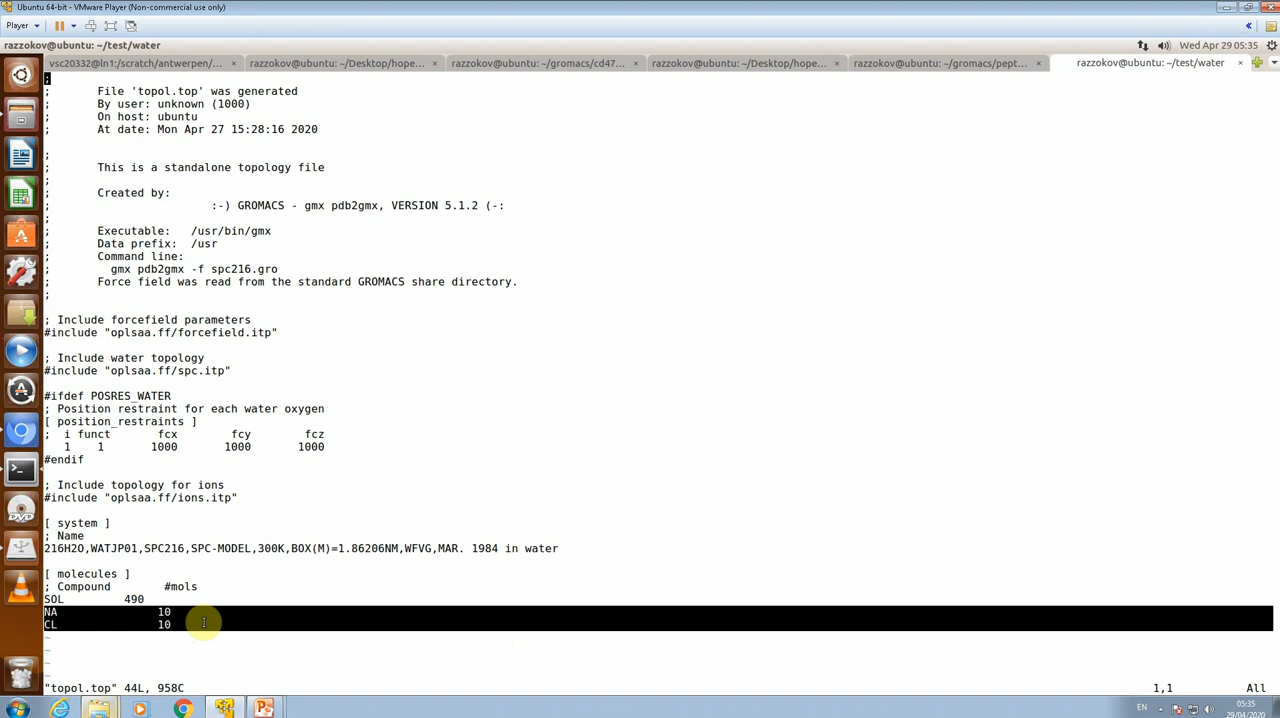 Ubuntu 64-bit - VMware Player (Non-commercial use only)
Player
razzokov@ubuntu: ~/test/water
Wed Apr 29 05:35
vsc20332@ln1:/scratch/antwerpen/...
razzokov@ubuntu: ~/Desktop/hope...
razzokov@ubuntu: ~/gromacs/cd47...
razzokov@ubuntu: ~/Desktop/hope...
razzokov@ubuntu: ~/gromacs/pept...
razzokov@ubuntu: ~/test/water
;
;       File 'topol.top' was generated
;       By user: unknown (1000)
;       On host: ubuntu
;       At date: Mon Apr 27 15:28:16 2020
;
;
;       This is a standalone topology file
;
;       Created by:
;                        :-) GROMACS - gmx pdb2gmx, VERSION 5.1.2 (-:
;
;       Executable:   /usr/bin/gmx
;       Data prefix:  /usr
;       Command line:
;         gmx pdb2gmx -f spc216.gro
;       Force field was read from the standard GROMACS share directory.
;
; Include forcefield parameters
#include "oplsaa.ff/forcefield.itp"
; Include water topology
#include "oplsaa.ff/spc.itp"
#ifdef POSRES_WATER
; Position restraint for each water oxygen
[ position_restraints ]
;  i funct       fcx        fcy        fcz
   1    1       1000       1000       1000
#endif
; Include topology for ions
#include "oplsaa.ff/ions.itp"
[ system ]
; Name
216H2O,WATJP01,SPC216,SPC-MODEL,300K,BOX(M)=1.86206NM,WFVG,MAR. 1984 in water
[ molecules ]
; Compound        #mols
SOL         490
NA               10
CL               10
~
~
~
"topol.top" 44L, 958C
1,1
All
EN
05:35
29/04/2020